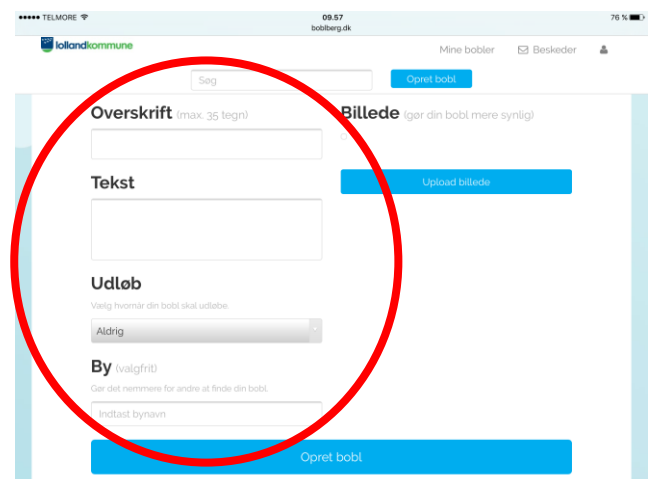 TELMORE 09.57 76 %
boblberg.dk
lollandkommune Mine bobler Beskeder
Søg Opret bobl
Overskrift (max. 35 tegn)
Billede (gør din bobl mere synlig)
Upload billede
Tekst
Udløb
Vælg hvornår din bobl skal udløbe.
Aldrig
By (valgfrit)
Gør det nemmere for andre at finde din bobl.
Indtast bynavn
Opret bobl